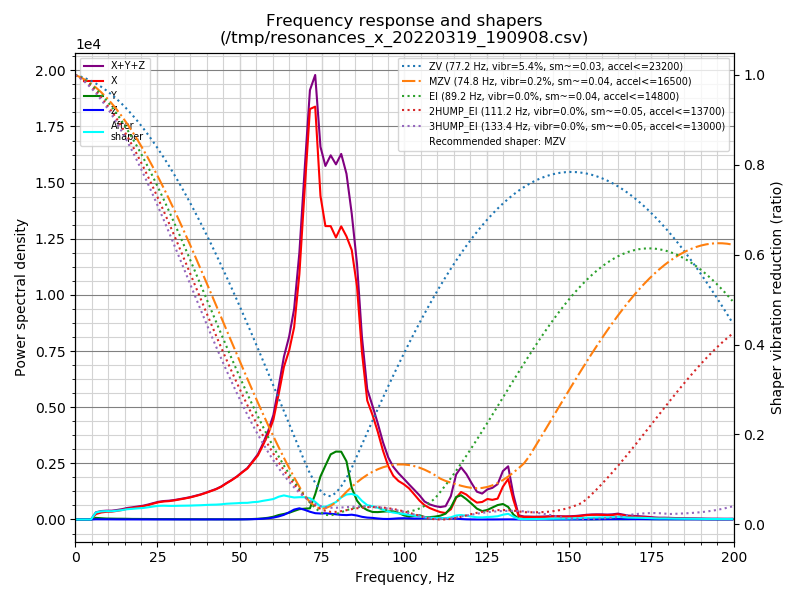 Frequency response and shapers
(/tmp/resonances_x_20220319_190908.csv)
1e4
X+Y+Z
X
Y
Z
After
shaper
ZV (77.2 Hz, vibr=5.4%, sm~=0.03, accel<=23200)
MZV (74.8 Hz, vibr=0.2%, sm~=0.04, accel<=16500)
EI (89.2 Hz, vibr=0.0%, sm~=0.04, accel<=14800)
2HUMP_EI (111.2 Hz, vibr=0.0%, sm~=0.05, accel<=13700)
3HUMP_EI (133.4 Hz, vibr=0.0%, sm~=0.05, accel<=13000)
Recommended shaper: MZV
2.00
1.75
1.50
1.25
1.00
0.75
0.50
0.25
0.00
Power spectral density
1.0
0.8
0.6
0.4
0.2
0.0
Shaper vibration reduction (ratio)
0
25
50
75
100
125
150
175
200
Frequency, Hz